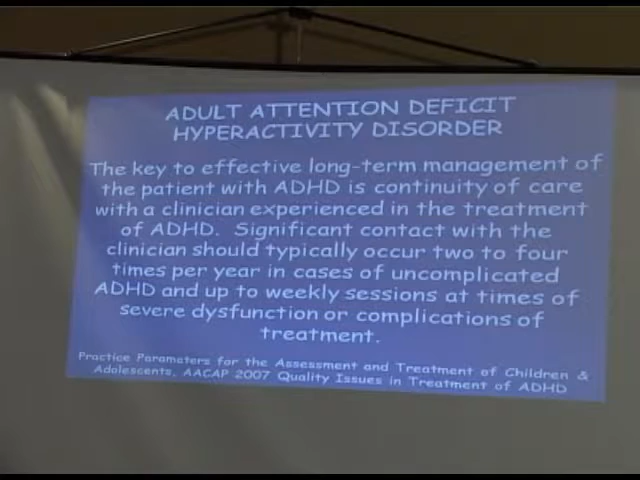 ADULT ATTENTION DEFICIT
HYPERACTIVITY DISORDER
The key to effective long-term management of
the patient with ADHD is continuity of care
with a clinician experienced in the treatment
of ADHD. Significant contact with the
clinician should typically occur two to four
times per year in cases of uncomplicated
ADHD and up to weekly sessions at times of
severe dysfunction or complications of
treatment.
Practice Parameters for the Assessment and Treatment of Children &
Adolescents, AACAP 2007 Quality Issues in Treatment of ADHD